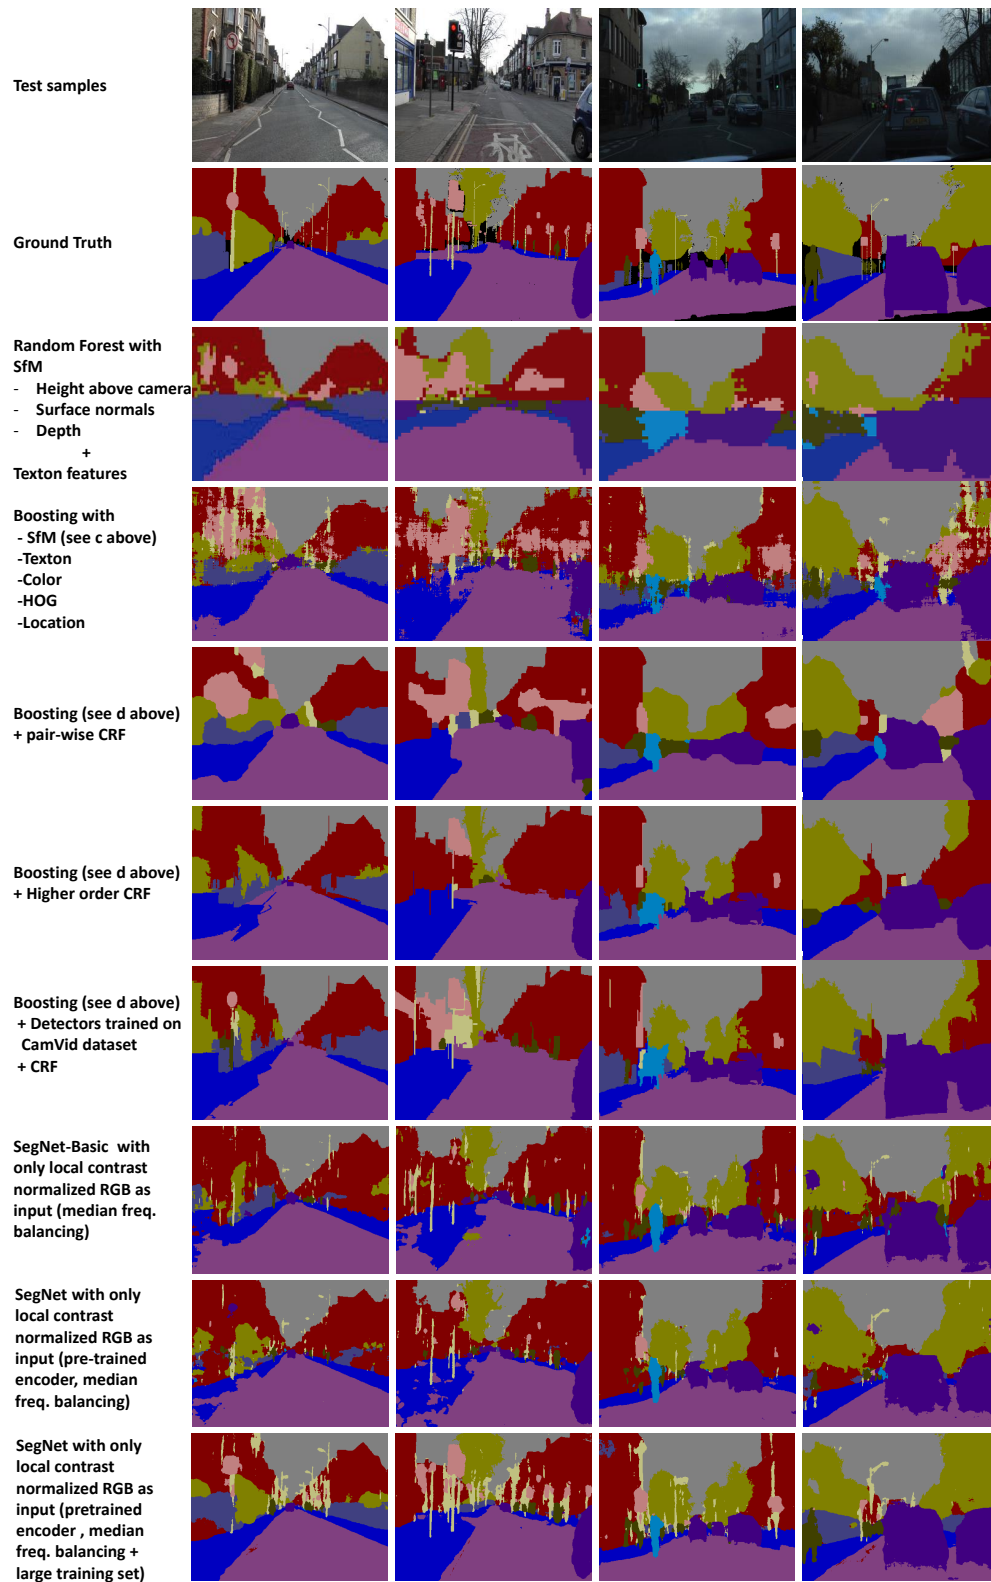 Test samples
Ground Truth
Random Forest with
SfM
- Height above camera
- Surface normals
- Depth
+
Texton features
Boosting with
- SfM (see c above)
-Texton
-Color
-HOG
-Location
Boosting (see d above)
+ pair-wise CRF
Boosting (see d above)
+ Higher order CRF
Boosting (see d above)
+ Detectors trained on
CamVid dataset
+ CRF
SegNet-Basic with
only local contrast
normalized RGB as
input (median freq.
balancing)
SegNet with only
local contrast
normalized RGB as
input (pre-trained
encoder, median
freq. balancing)
SegNet with only
local contrast
normalized RGB as
input (pretrained
encoder , median
freq. balancing +
large training set)